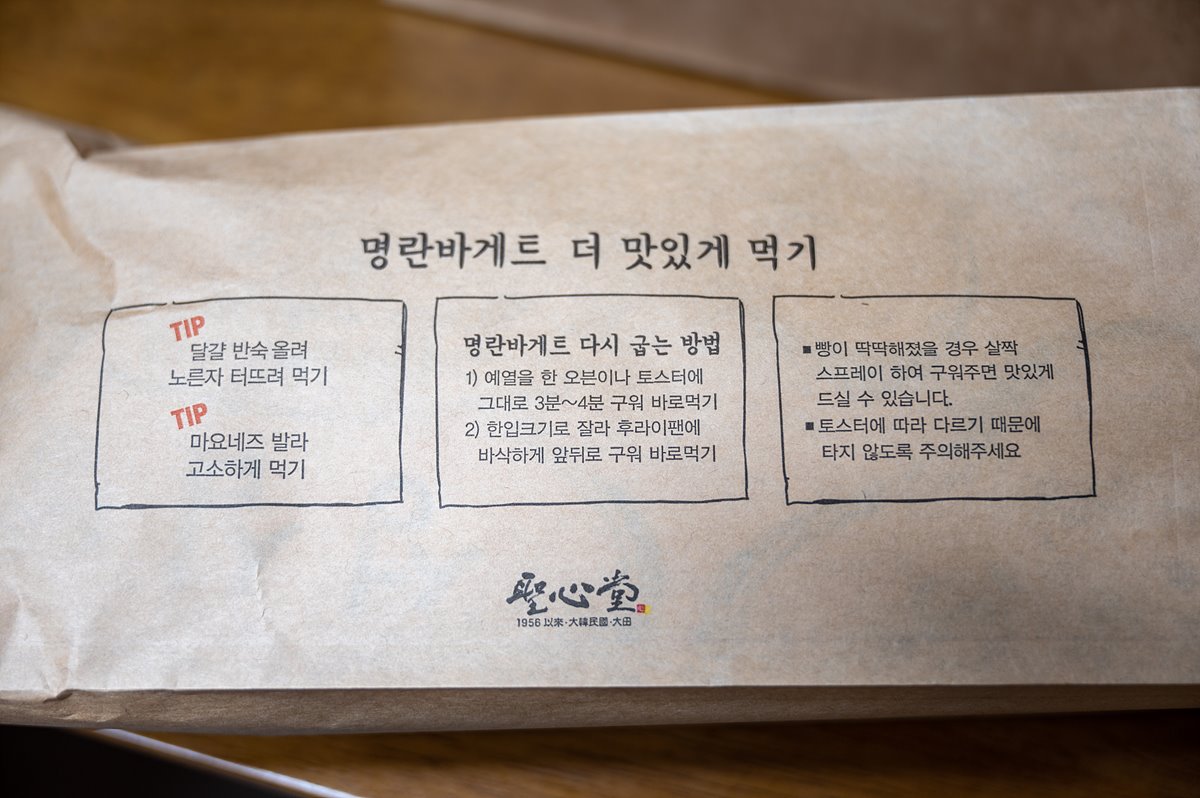 명란바게트 더 맛있게 먹기
TIP
달걀 반숙 올려
노른자 터뜨려 먹기
TIP
마요네즈 발라
고소하게 먹기
명란바게트 다시 굽는 방법
1) 예열을 한 오븐이나 토스터에
그대로 3분~4분 구워 바로먹기
2) 한입크기로 잘라 후라이팬에
바삭하게 앞뒤로 구워 바로먹기
■ 빵이 딱딱해졌을 경우 살짝
스프레이 하여 구워주면 맛있게
드실 수 있습니다.
■ 토스터에 따라 다르기 때문에
타지 않도록 주의해주세요
聖心堂
1956 以來·大韓民國·大田